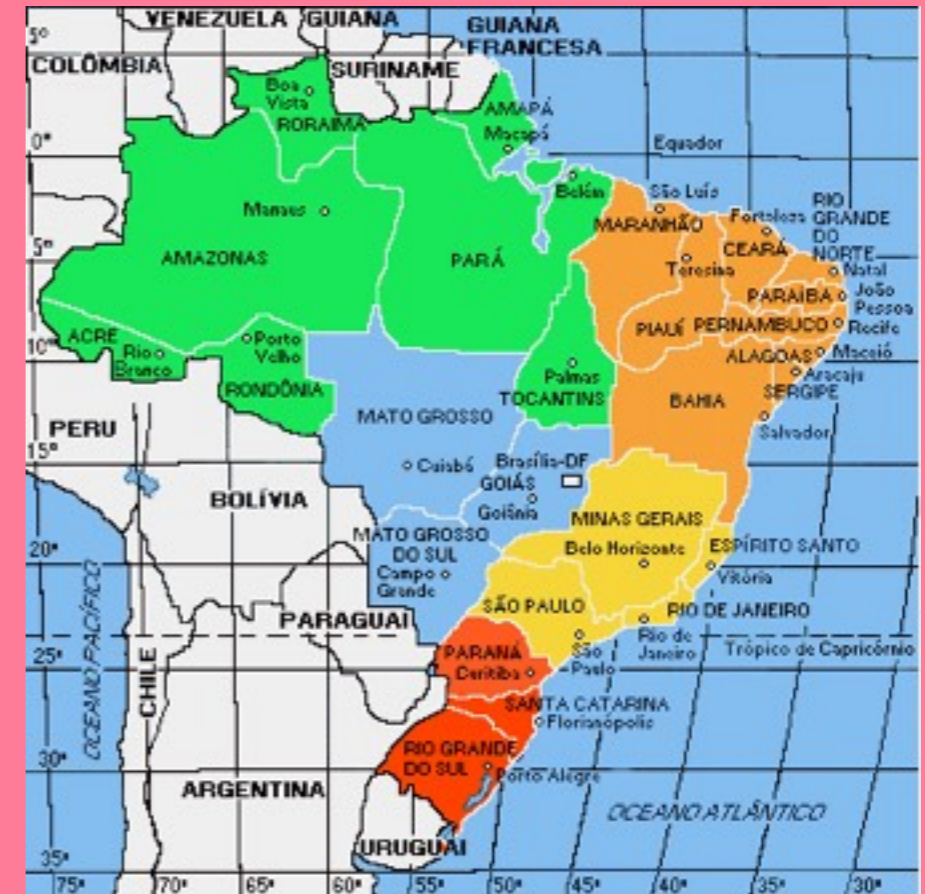 VENEZUELA
GUIANA
GUIANA
FRANCESA
5°
COLÔMBIA
SURINAME
Boa
Vista
RORAIMA
AMAPÁ
Macapá
0°
Equador
Belém
São Luís
Manaus
MARANHÃO
Fortaleza
RIO
GRANDE
DO
NORTE
CEARÁ
5°
AMAZONAS
PARÁ
Teresina
Natal
PARAÍBA
João
Pessoa
ACRE
Rio
Branco
Porto
Velho
PIAUÍ
PERNAMBUCO
Recife
10°
ALAGOAS
Maceió
Aracaju
SERGIPE
RONDÔNIA
Palmas
TOCANTINS
BAHIA
MATO GROSSO
PERU
Salvador
15°
Cuiabá
Brasília-DF
GOIÁS
Goiânia
BOLÍVIA
MINAS GERAIS
MATO GROSSO
DO SUL
Belo Horizonte
ESPÍRITO SANTO
20°
Campo
Grande
Vitória
OCEANO PACÍFICO
SÃO PAULO
RIO DE JANEIRO
PARAGUAI
São
Paulo
Rio de
Janeiro
Trópico de Capricórnio
25°
CHILE
PARANÁ
Curitiba
SANTA CATARINA
Florianópolis
RIO GRANDE
DO SUL
30°
Porto Alegre
ARGENTINA
OCEANO ATLÂNTICO
URUGUAI
35°
75° 70° 65° 60° 55° 50° 45° 40° 35° 30°